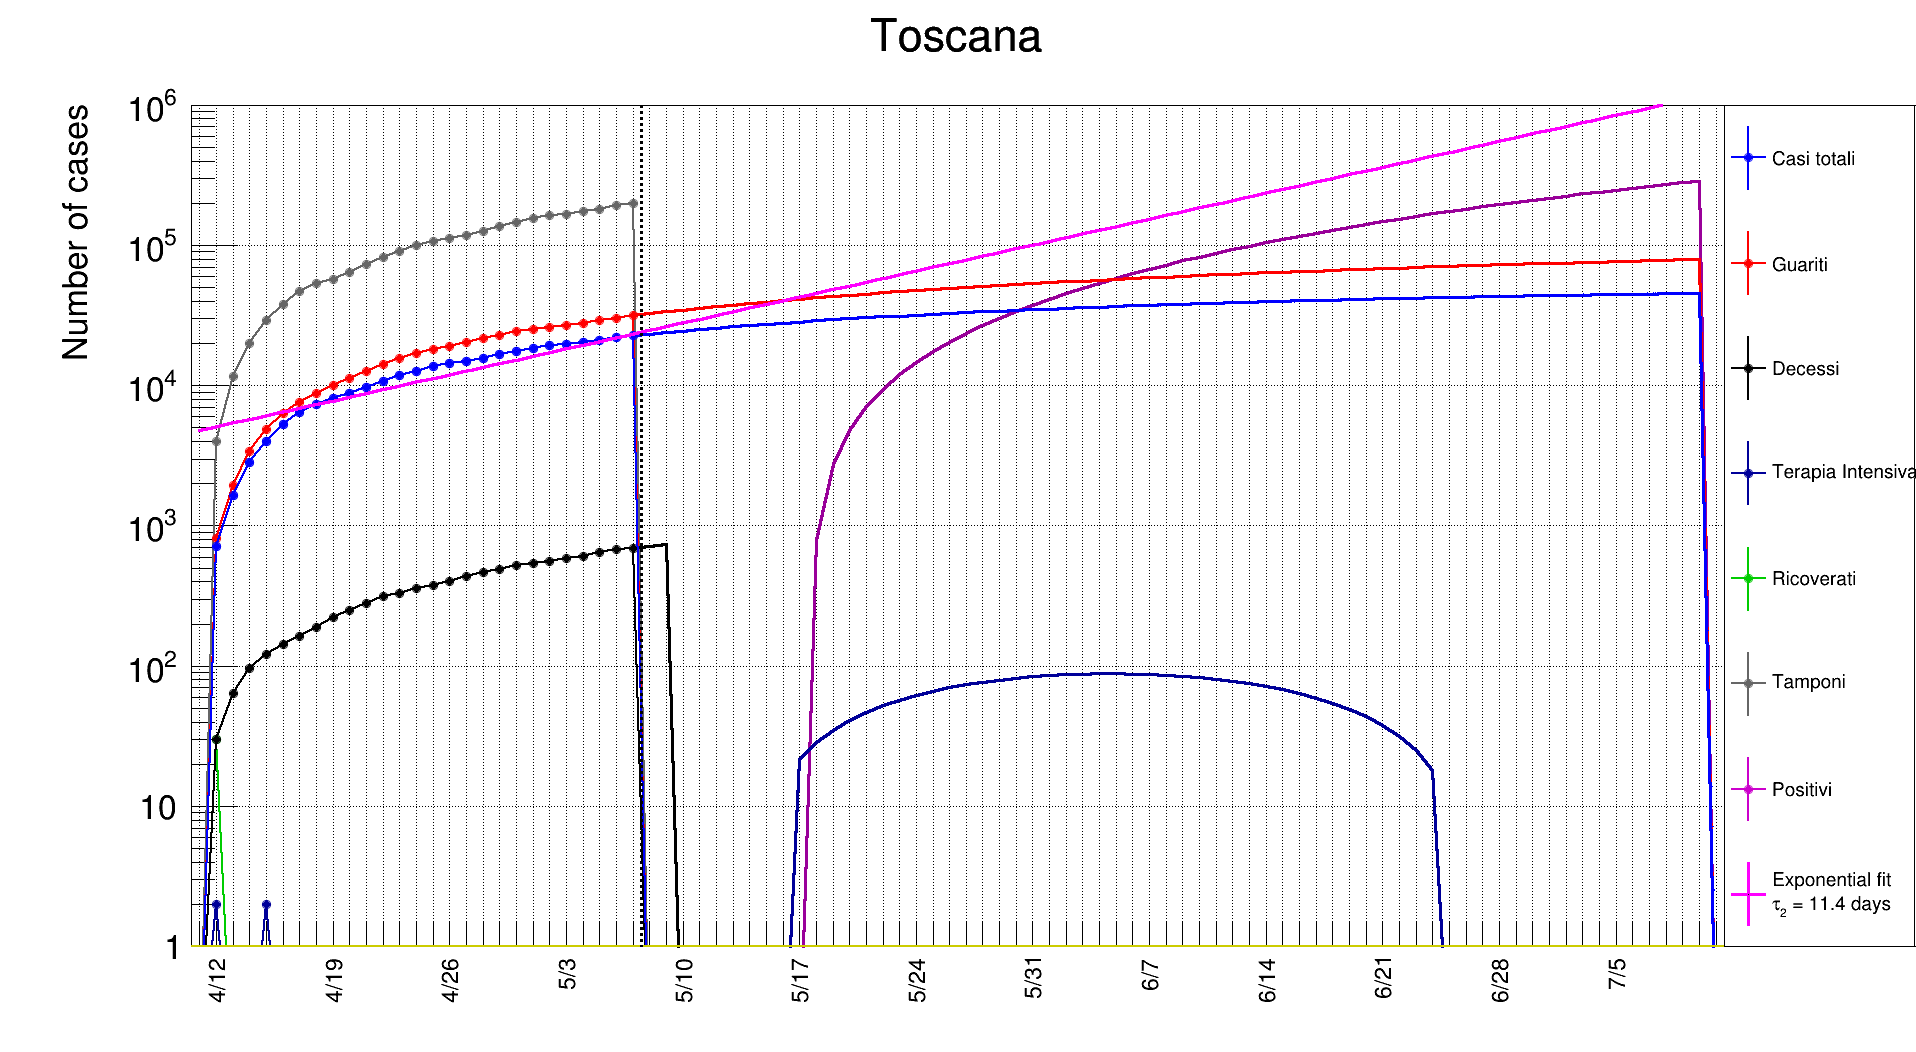 Toscana
Number of cases
10^6
10^5
10^4
10^3
10^2
10
1
4/12
4/19
4/26
5/3
5/10
5/17
5/24
5/31
6/7
6/14
6/21
6/28
7/5
Casi totali
Guariti
Decessi
Terapia Intensiva
Ricoverati
Tamponi
Positivi
Exponential fit
τ₂ = 11.4 days